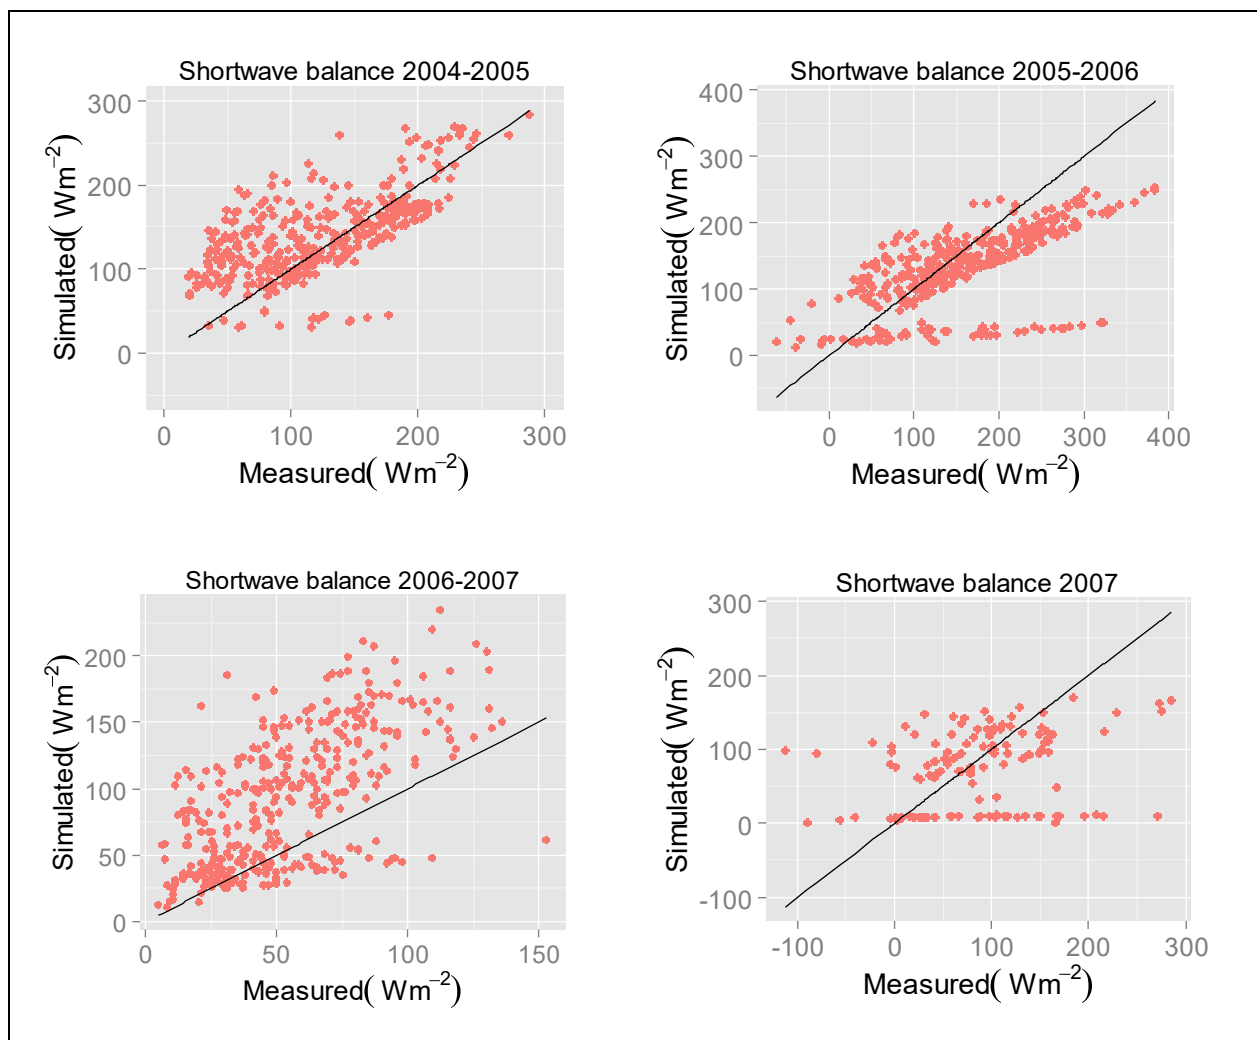 Shortwave balance 2004-2005
Simulated( Wm−2)
300
200
100
0
0 100 200 300
Measured( Wm−2)
Shortwave balance 2005-2006
Simulated( Wm−2)
400
300
200
100
0
0 100 200 300 400
Measured( Wm−2)
Shortwave balance 2006-2007
Simulated( Wm−2)
200
150
100
50
0
0 50 100 150
Measured( Wm−2)
Shortwave balance 2007
Simulated( Wm−2)
300
200
100
0
-100
-100 0 100 200 300
Measured( Wm−2)